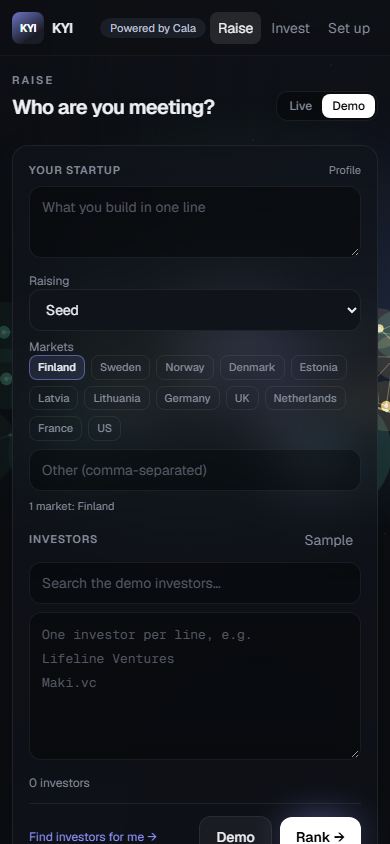 KYI KYI Powered by Cala Raise Invest Set up
RAISE
Who are you meeting? Live Demo
YOUR STARTUP Profile
What you build in one line
Raising
Seed
Markets
Finland Sweden Norway Denmark Estonia
Latvia Lithuania Germany UK Netherlands
France US
Other (comma-separated)
1 market: Finland
INVESTORS Sample
Search the demo investors...
One investor per line, e.g.
Lifeline Ventures
Maki.vc
0 investors
Find investors for me → Demo Rank →